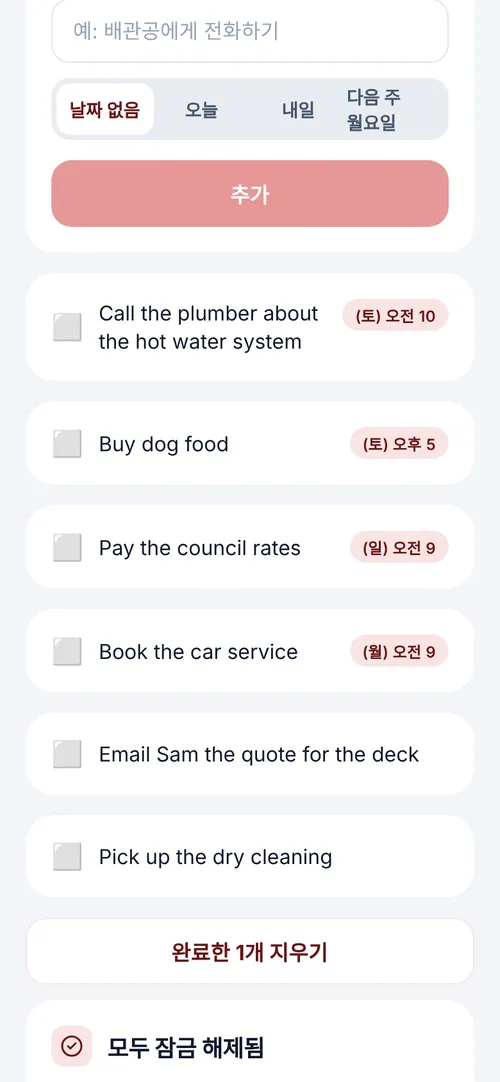 예: 배관공에게 전화하기
날짜 없음
오늘
내일
다음 주
월요일
추가
Call the plumber about
the hot water system
(토) 오전 10
Buy dog food
(토) 오후 5
Pay the council rates
(일) 오전 9
Book the car service
(월) 오전 9
Email Sam the quote for the deck
Pick up the dry cleaning
완료한 1개 지우기
모두 잠금 해제됨